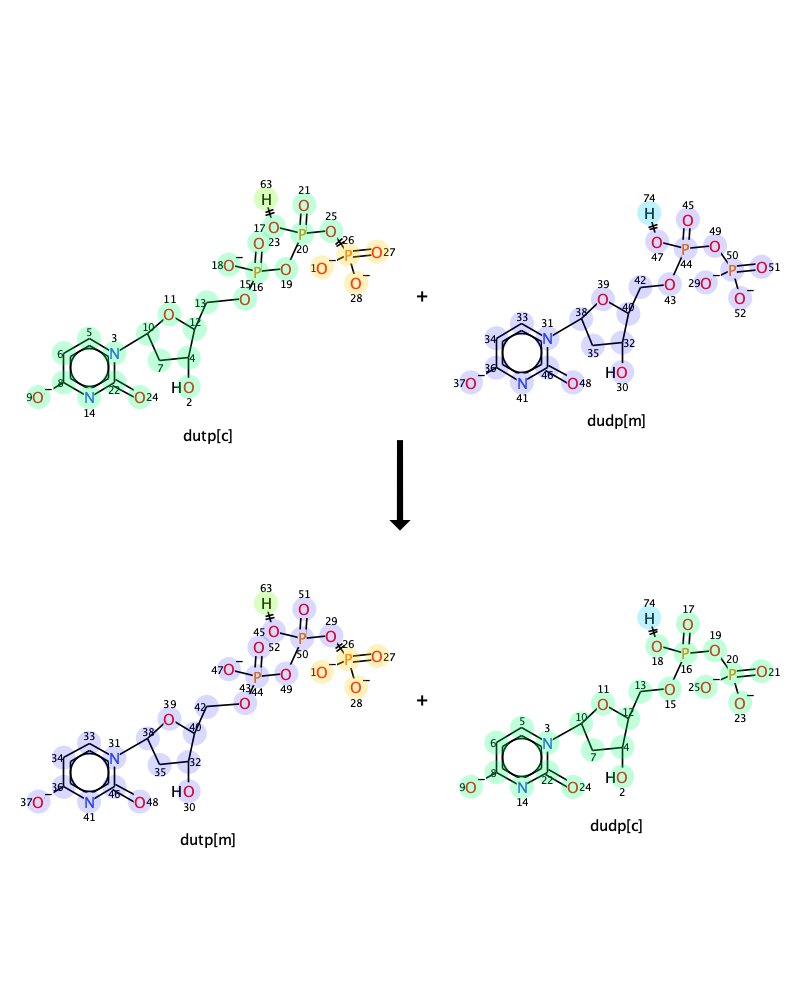 63 21
H O 74 45
H O
17 O 25
O 23 P O 26 O 27
20 P
18 O⁻ P O 1 O⁻ O⁻
15 16 19 28
47 O P O 49 50
44 P O 51
29 O⁻ O⁻
42 O 52
43
11 13 O
O 12
+
39 O 40
5 3 10
6 N 4
7
33 31 38
34 N 32
35
8 HO
9 O⁻ N 22 O 24 2
14
36 HO
37 O⁻ N 46 O 48 30
41
dutp[c]
dudp[m]
63 51
H O 74 17
H O
45 O 29
O 52 P O 26 O 27
50 P
47 O⁻ P O 1 O⁻ O⁻
43 44 49 28
18 O P O 19 20
16 P O 21
25 O⁻ O⁻
13 O 23
15
39 42 O
O 40
+
11 O 12
33 31 38
34 N 32
35
5 3 10
6 N 4
7
36 HO
37 O⁻ N 46 O 48 30
41
8 HO
9 O⁻ N 22 O 24 2
14
dutp[m]
dudp[c]